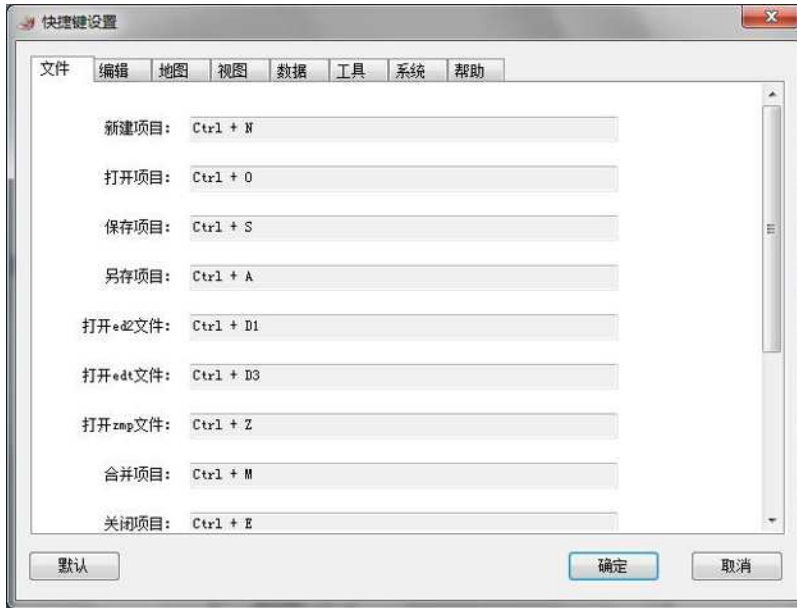 快捷键设置
文件 编辑 地图 视图 数据 工具 系统 帮助
新建项目: Ctrl + N
打开项目: Ctrl + O
保存项目: Ctrl + S
另存项目: Ctrl + A
打开ed2文件: Ctrl + D1
打开edt文件: Ctrl + D3
打开zmp文件: Ctrl + Z
合并项目: Ctrl + M
关闭项目: Ctrl + E
默认 确定 取消